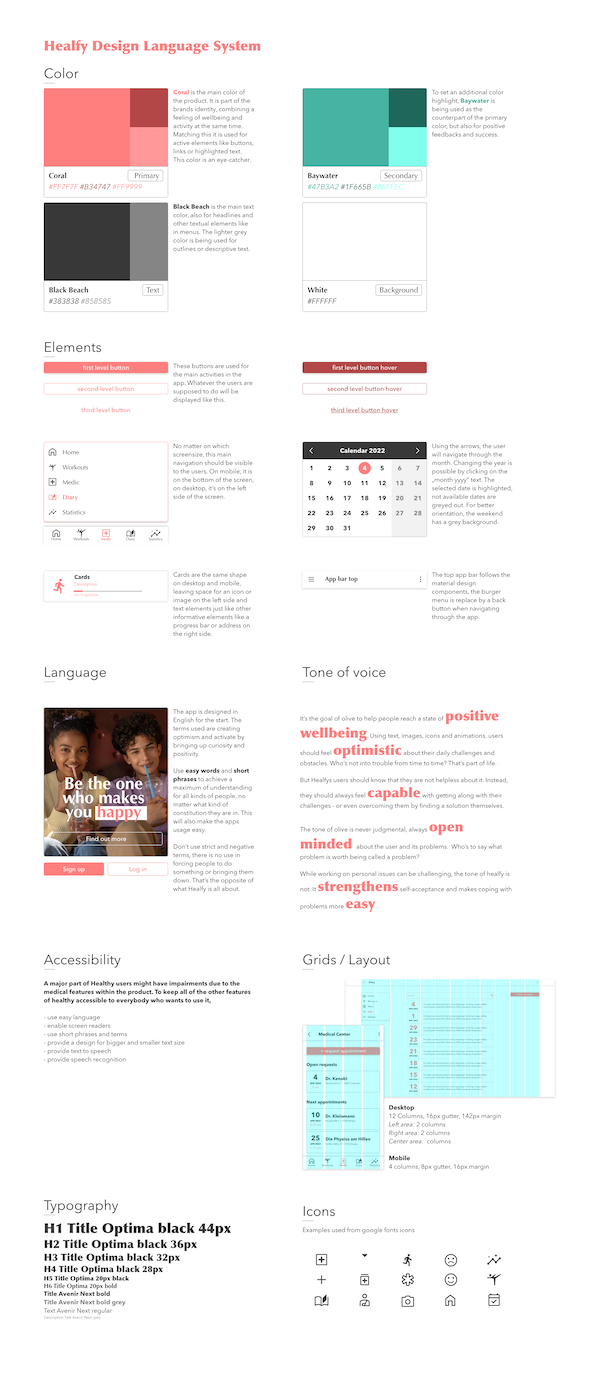 Healfy Design Language System
Color
Coral is the main color of
the product. It is part of the
brands identity, combining a
feeling of wellbeing and
activity at the same time.
Matching this it is used for
active elements like buttons,
links or highlighted text.
This color is an eye-catcher.
Coral
Primary
#FF7F7F #B34747 #FF9999
To set an additional color
highlight, Baywater is
being used as the
counterpart of the primary
color, but also for positive
feedbacks and success.
Baywater
Secondary
#47B3A2 #1F665B
Black Beach is the main text
color, also for headlines and
other textual elements like
in menus. The lighter grey
color is being used for
outlines or descriptive text.
Black Beach
Text
#383838 #858585
White
Background
#FFFFFF
Elements
first level button
second level button
third level button
These buttons are used for
the main activities in the
app. Whatever the users are
supposed to do will be
displayed like this.
first level button hover
second level button hover
third level button hover
Home
Workouts
Medic
Diary
Statistics
Home Workouts Medic Diary Statistics
No matter on which
screensize, this main
navigation should be visible
to the users. On mobile, it is
on the bottom of the screen,
on desktop, it's on the left
side of the screen.
Calendar 2022
1 2 3 4 5 6 7
8 9 10 11 12 13 14
15 16 17 18 19 20 21
22 23 24 25 26 27 28
29 30 31
Using the arrows, the user
will navigate through the
month. Changing the year is
possible by clicking on the
„month yyyy" text. The
selected date is highlighted,
not available dates are
greyed out. For better
orientation, the weekend
has a grey background.
Cards
Description
Cards are the same shape
on desktop and mobile,
leaving space for an icon or
image on the left side and
text elements just like other
informative elements like a
progress bar or address on
the right side.
App bar top
The top app bar follows the
material design
components, the burger
menu is replace by a back
button when navigating
through the app.
Language
Be the one
who makes
you happy
Find out more
Sign up
Log in
The app is designed in
English for the start. The
terms used are creating
optimism and activate by
bringing up curiosity and
positivity.
Use easy words and short
phrases to achieve a
maximum of understanding
for all kinds of people, no
matter what kind of
constitution they are in. This
will also make the apps
usage easy.
Don't use strict and negative
terms, there is no use in
forcing people to do
something or bringing them
down. That's the opposite of
what Healfy is all about.
Tone of voice
It's the goal of olive to help people reach a state of positive
wellbeing. Using text, images, icons and animations, users
should feel optimistic about their daily challenges and
obstacles. Who's not into trouble from time to time? That's part of life.
But Healfys users should know that they are not helpless about it. Instead,
they should always feel capable with getting along with their
challenges - or even overcoming them by finding a solution themselves.
The tone of olive is never judgmental, always open
minded about the user and its problems. Who's to say what
problem is worth being called a problem?
While working on personal issues can be challenging, the tone of healfy is
not. It strengthens self-acceptance and makes coping with
problems more easy
Accessibility
A major part of Healthy users might have impairments due to the
medical features within the product. To keep all of the other features
of healthy accessible to everybody who wants to use it,
- use easy language
- enable screen readers
- use short phrases and terms
- provide a design for bigger and smaller text size
- provide text to speech
- provide speech recognition
Grids / Layout
4
1
29
23
21
18
15
12
Medical Center
+ request appointment
Open requests
4
Dr. Kenobi
Next appointments
10
Dr. Kleinmann
25
Die Physios am Hafen
Desktop
12 Columns, 16px gutter, 142px margin
Left area: 2 columns
Right area: 2 columns
Center area: columns
Mobile
4 columns, 8px gutter, 16px margin
Typography
H1 Title Optima black 44px
H2 Title Optima black 36px
H3 Title Optima black 32px
H4 Title Optima black 28px
H5 Title Optima 20px black
H6 Title Optima 20px bold
Title Avenir Next bold
Title Avenir Next bold grey
Text Avenir Next regular
Description Text Avenir Next grey
Icons
Examples used from google fonts icons